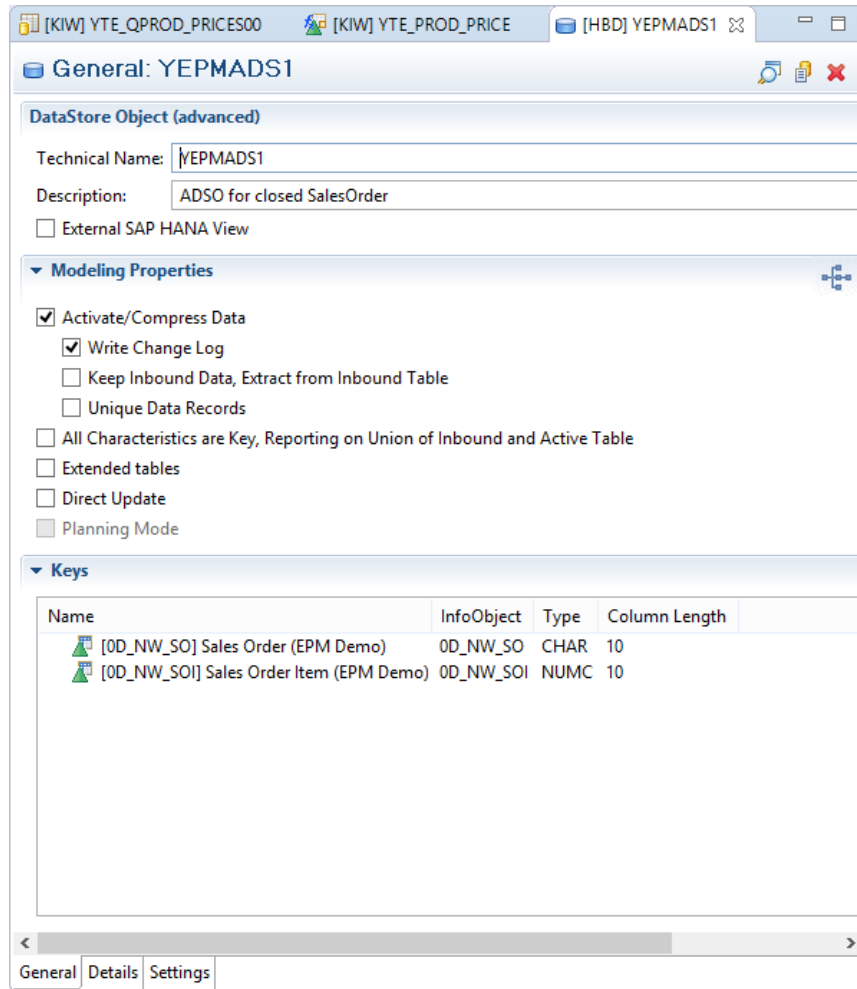 [KIW] YTE_QPROD_PRICES00 [KIW] YTE_PROD_PRICE [HBD] YEPMADS1
General: YEPMADS1
DataStore Object (advanced)
Technical Name: YEPMADS1
Description: ADSO for closed SalesOrder
External SAP HANA View
Modeling Properties
Activate/Compress Data
Write Change Log
Keep Inbound Data, Extract from Inbound Table
Unique Data Records
All Characteristics are Key, Reporting on Union of Inbound and Active Table
Extended tables
Direct Update
Planning Mode
Keys
Name InfoObject Type Column Length
[0D_NW_SO] Sales Order (EPM Demo) 0D_NW_SO CHAR 10
[0D_NW_SOI] Sales Order Item (EPM Demo) 0D_NW_SOI NUMC 10
General Details Settings